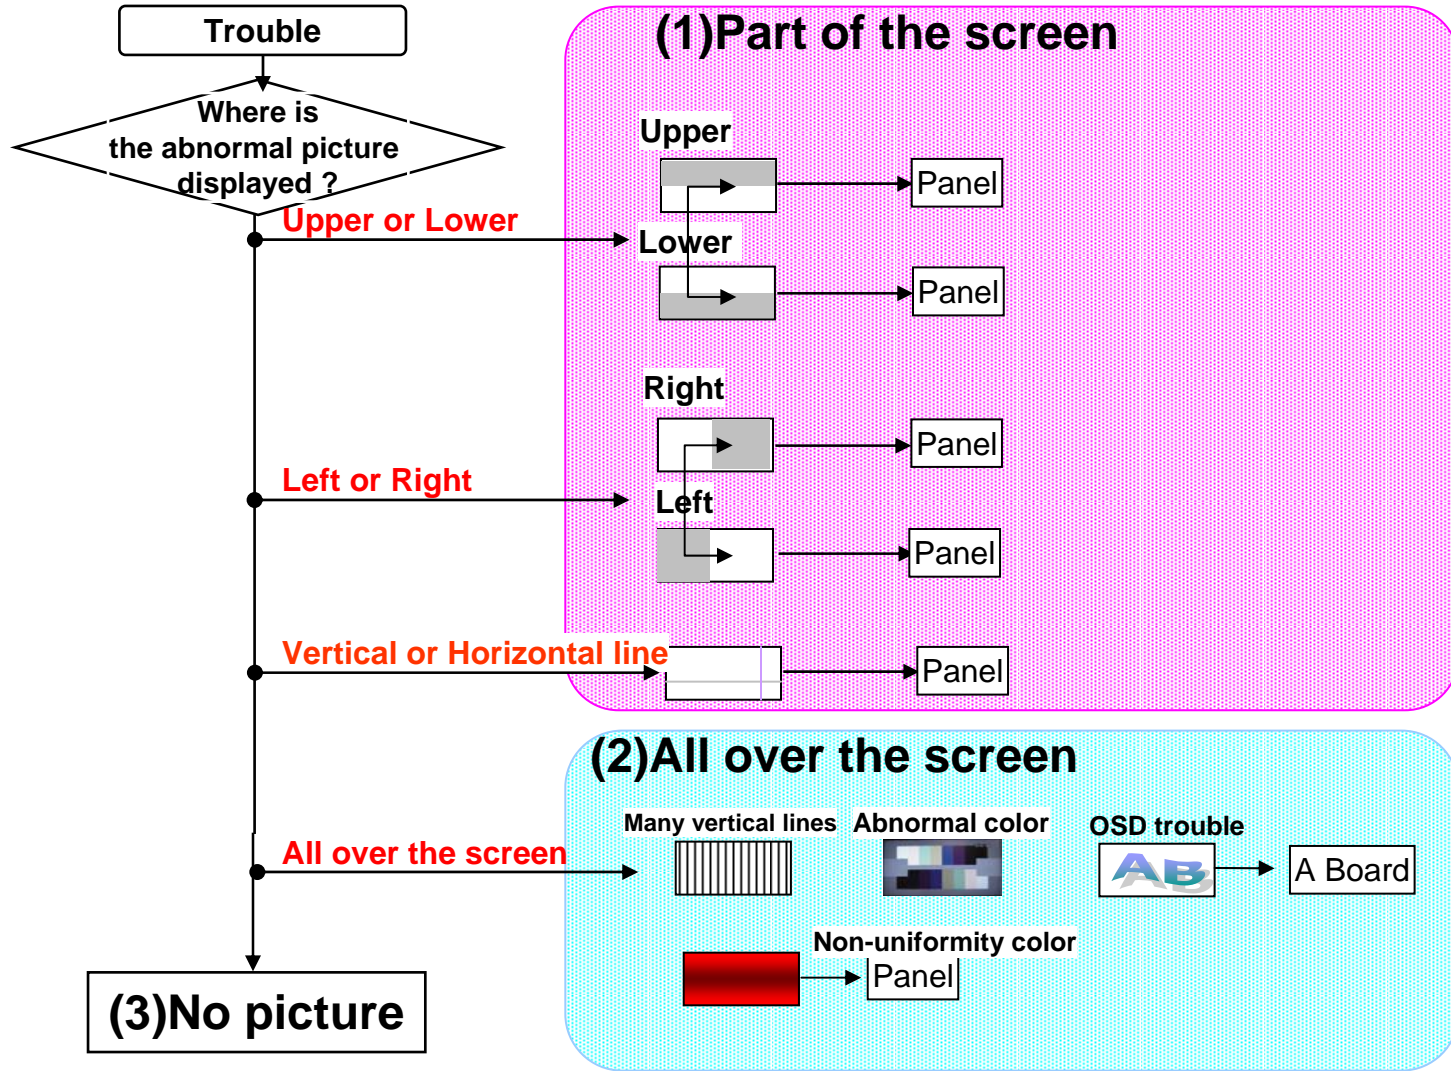 Trouble
Where is
the abnormal picture
displayed ?
(1)Part of the screen
Upper
Panel
Upper or Lower
Lower
Panel
Right
Panel
Left or Right
Left
Panel
Vertical or Horizontal line
Panel
(2)All over the screen
Many vertical lines
Abnormal color
OSD trouble
All over the screen
AB
A Board
Non-uniformity color
Panel
(3)No picture